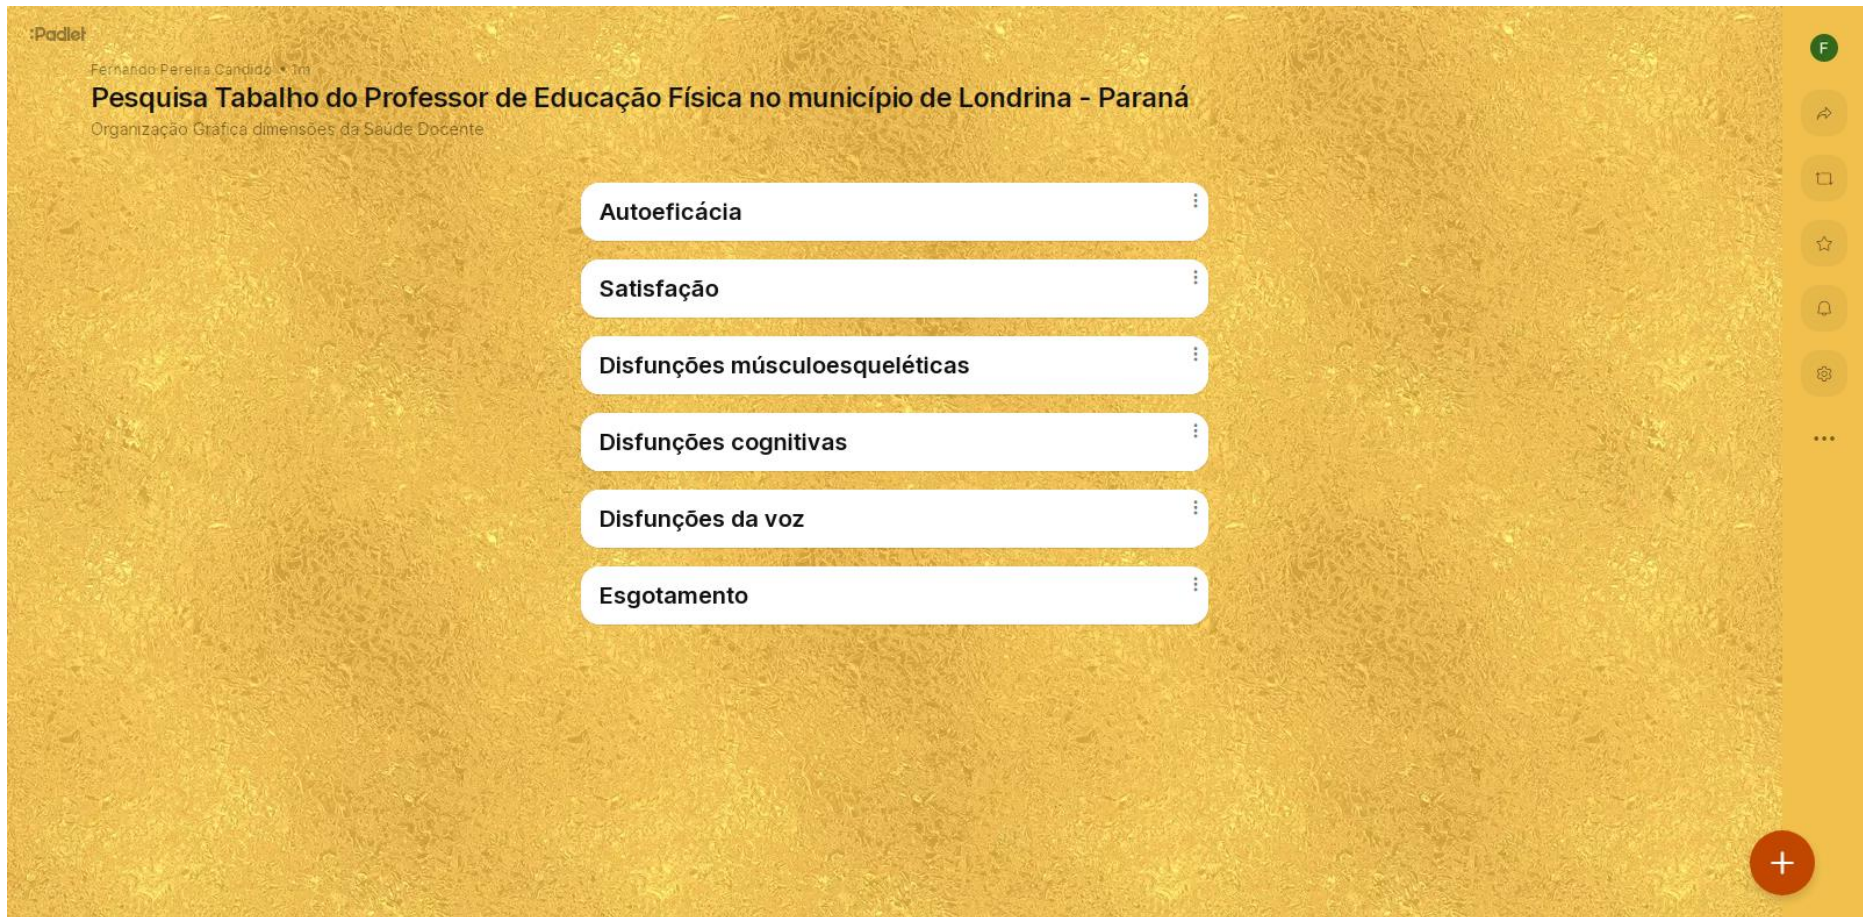 :Padlet
Fernando Pereira Candido • 1m
Pesquisa Tabalho do Professor de Educação Física no município de Londrina - Paraná
Organização Gráfica dimensões da Saúde Docente
Autoeficácia
Satisfação
Disfunções músculoesqueléticas
Disfunções cognitivas
Disfunções da voz
Esgotamento
F